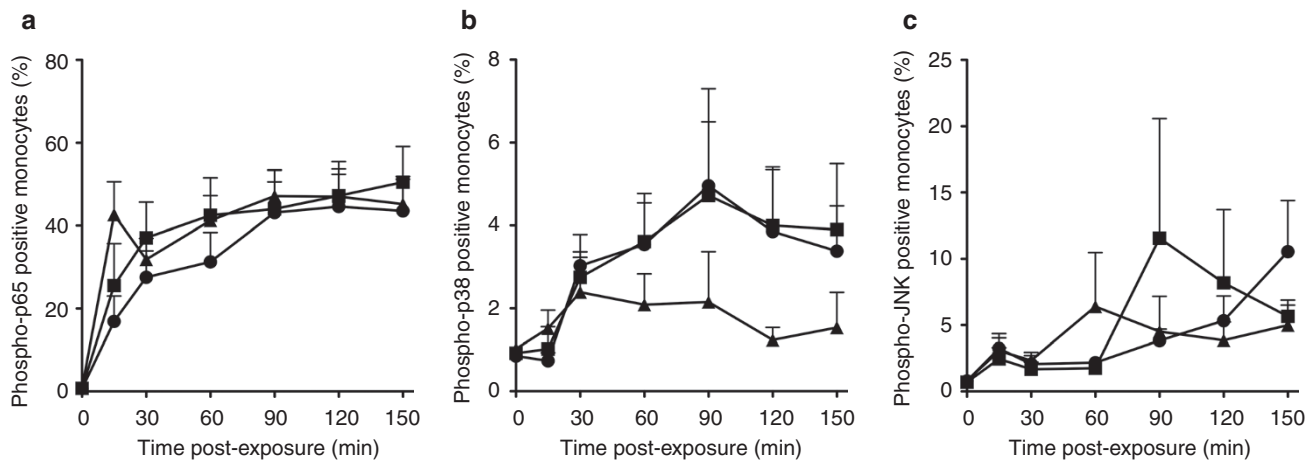 a
Phospho-p65 positive monocytes (%)
80
60
40
20
0
0 30 60 90 120 150
Time post-exposure (min)
b
Phospho-p38 positive monocytes (%)
8
6
4
2
0
0 30 60 90 120 150
Time post-exposure (min)
c
Phospho-JNK positive monocytes (%)
25
20
15
10
5
0
0 30 60 90 120 150
Time post-exposure (min)